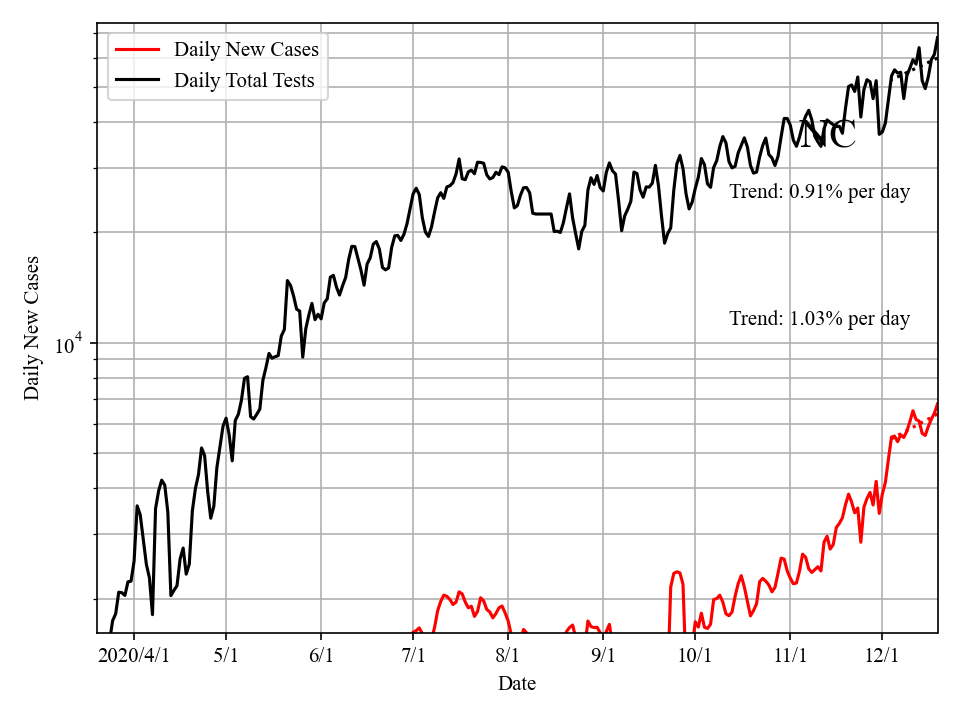 Daily New Cases
Daily Total Tests
NC
Trend: 0.91% per day
Trend: 1.03% per day
Daily New Cases
10^4
2020/4/1 5/1 6/1 7/1 8/1 9/1 10/1 11/1 12/1
Date